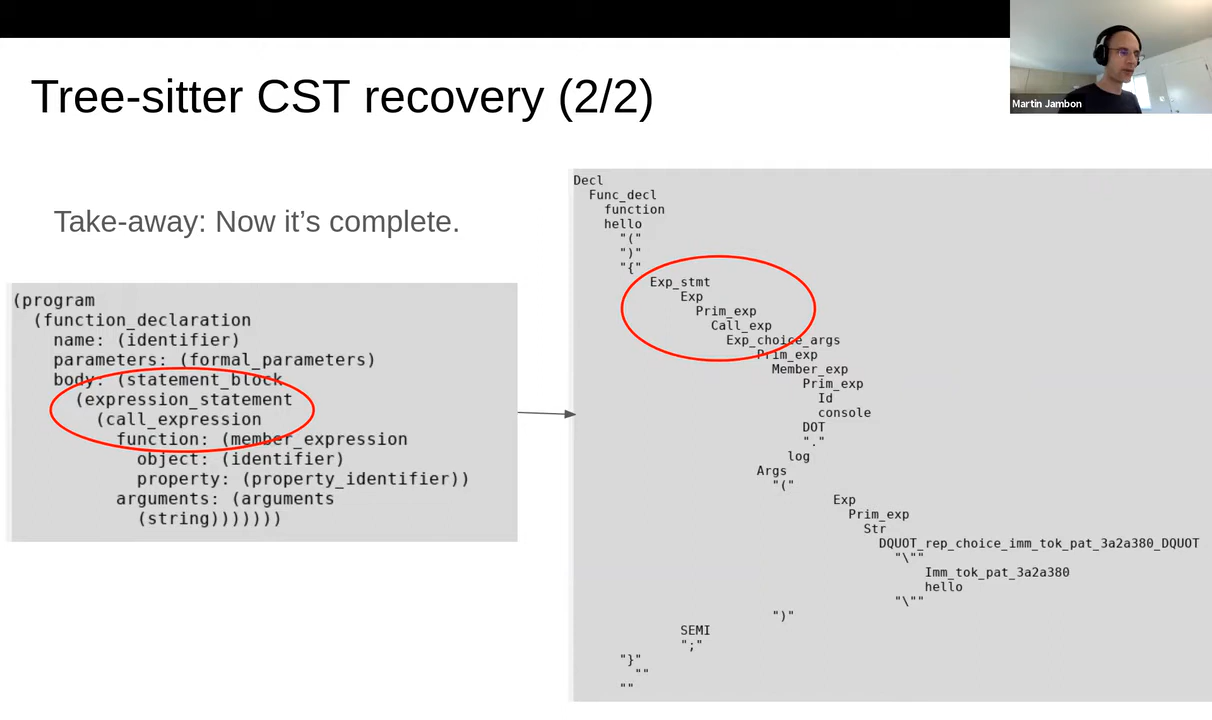 Tree-sitter CST recovery (2/2)
Martin Jambon
Take-away: Now it's complete.
(program
(function_declaration
name: (identifier)
parameters: (formal_parameters)
body: (statement_block
(expression_statement
(call_expression
function: (member_expression
object: (identifier)
property: (property_identifier))
arguments: (arguments
(string)))))))
Decl
Func_decl
function
hello
"("
")"
"{"
Exp_stmt
Exp
Prim_exp
Call_exp
Exp_choice_args
Prim_exp
Member_exp
Prim_exp
Id
console
DOT
"."
log
Args
"("
Exp
Prim_exp
Str
DQUOT_rep_choice_imm_tok_pat_3a2a380_DQUOT
"\""
Imm_tok_pat_3a2a380
hello
"\""
")"
SEMI
";"
"}"
""
""